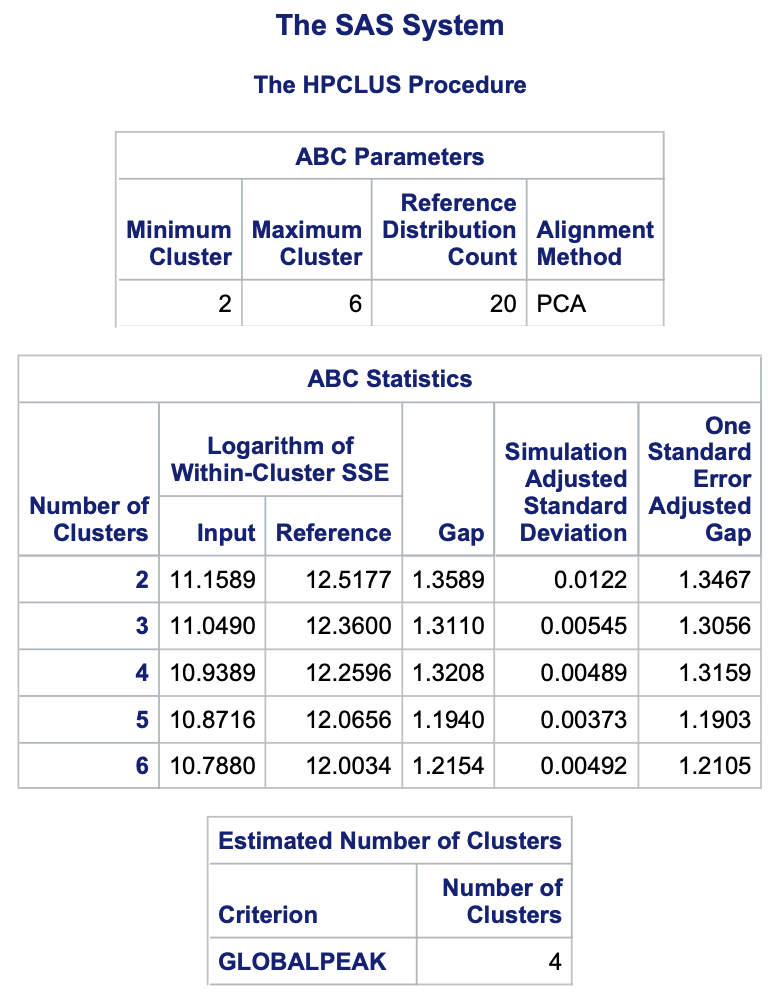 The SAS System
The HPCLUS Procedure
ABC Parameters
Minimum Cluster Maximum Cluster Reference Distribution Count Alignment Method
2 6 20 PCA
ABC Statistics
Number of Clusters Logarithm of Within-Cluster SSE Gap Simulation Adjusted Standard Deviation One Standard Error Adjusted Gap
Input Reference
2 11.1589 12.5177 1.3589 0.0122 1.3467
3 11.0490 12.3600 1.3110 0.00545 1.3056
4 10.9389 12.2596 1.3208 0.00489 1.3159
5 10.8716 12.0656 1.1940 0.00373 1.1903
6 10.7880 12.0034 1.2154 0.00492 1.2105
Estimated Number of Clusters
Criterion Number of Clusters
GLOBALPEAK 4